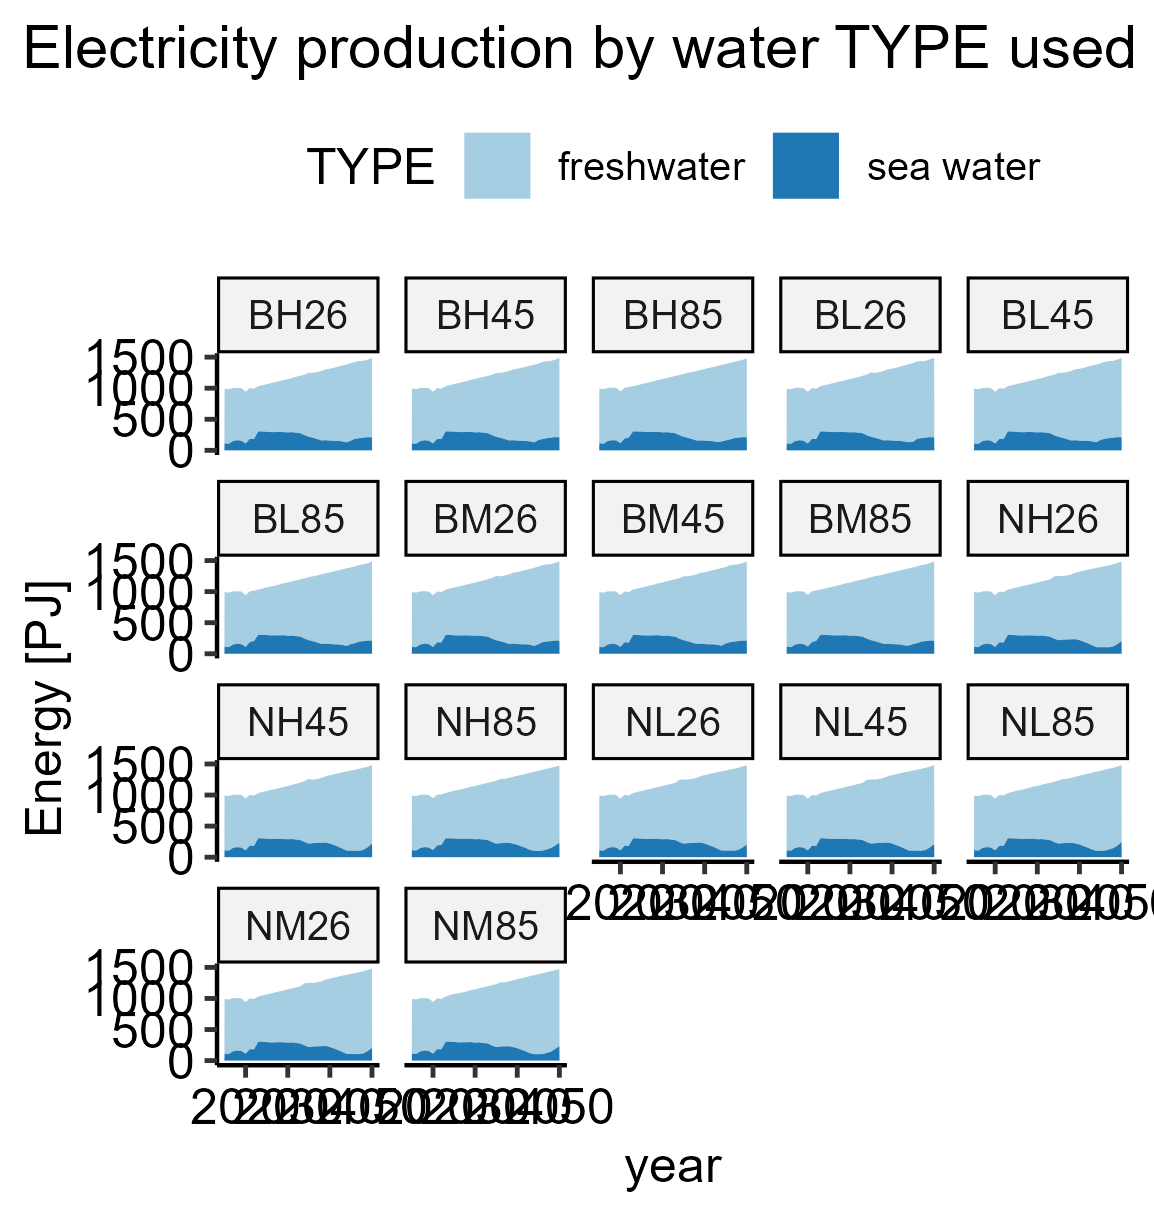 Electricity production by water TYPE used
TYPE freshwater sea water
BH26 BH45 BH85 BL26 BL45
1500
1000
500
0
BL85 BM26 BM45 BM85 NH26
1500
1000
500
0
Energy [PJ]
NH45 NH85 NL26 NL45 NL85
1500
1000
500
0
2020 2030 2040 2050 2020 2030 2040 2050 2020 2030 2040 2050
NM26 NM85
1500
1000
500
0
2020 2030 2040 2050 2020 2030 2040 2050
year